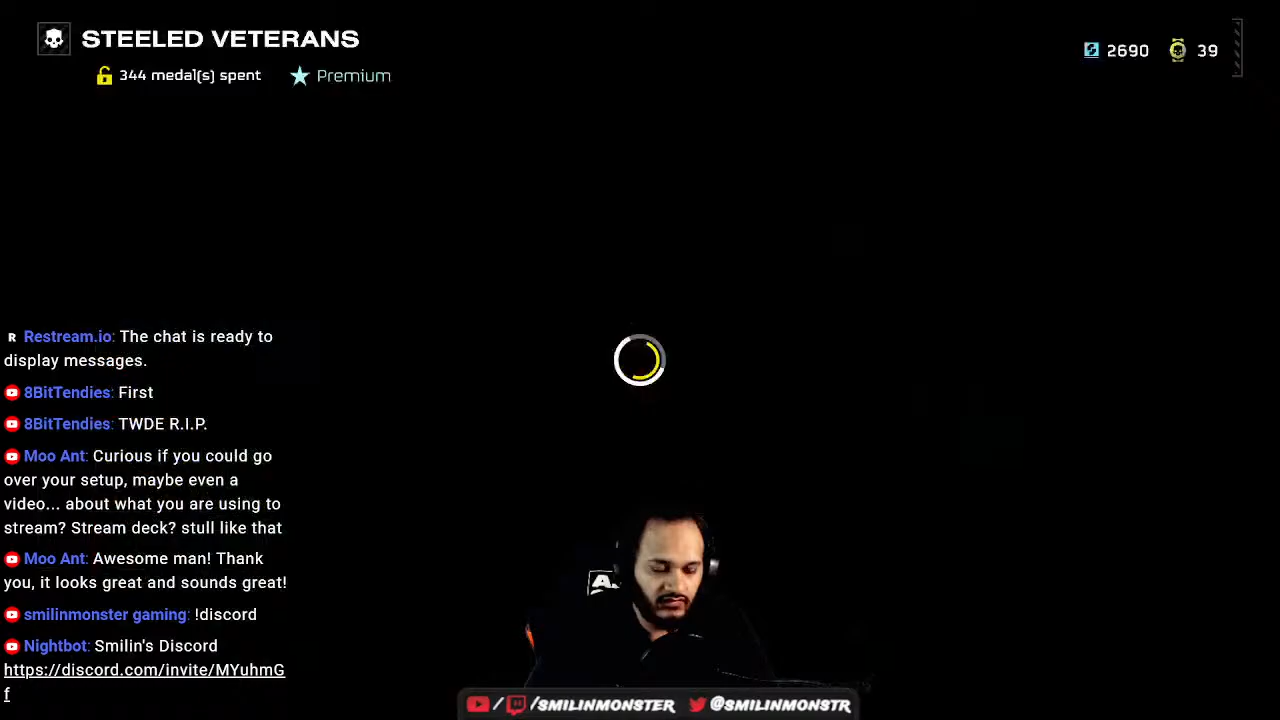 STEELED VETERANS
344 medal(s) spent
Premium
2690
39
R Restream.io: The chat is ready to
display messages.
8BitTendies: First
8BitTendies: TWDE R.I.P.
Moo Ant: Curious if you could go
over your setup, maybe even a
video... about what you are using to
stream? Stream deck? stull like that
Moo Ant: Awesome man! Thank
you, it looks great and sounds great!
smilinmonster gaming: !discord
Nightbot: Smilin's Discord
https://discord.com/invite/MYuhmG
f
A.
/ /SMILINMONSTER @SMILINMONSTR